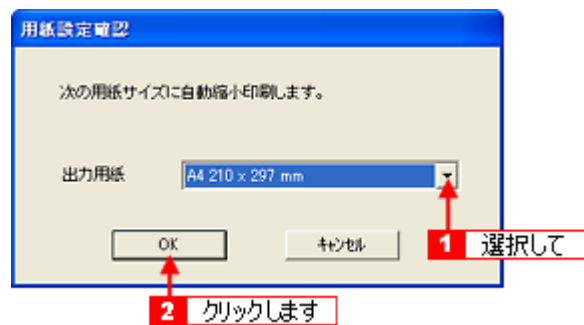 用紙設定確認
次の用紙サイズに自動縮小印刷します。
出力用紙 A4 210 x 297 mm
OK キャンセル
1 選択して
2 クリックします